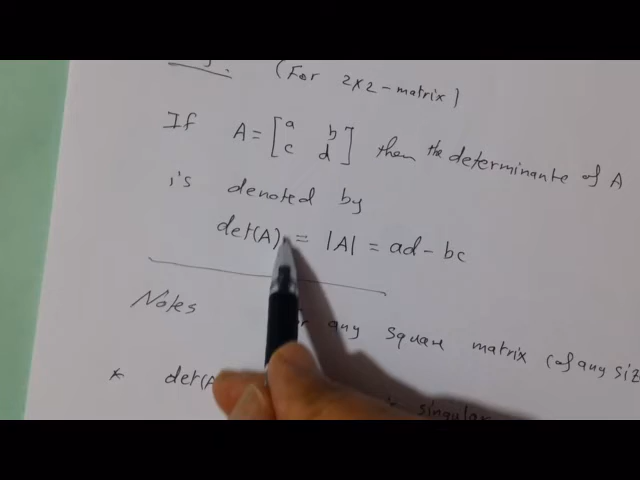 (For 2x2-matrix)
If A = [a b
c d] then the determinante of A
is denoted by
det(A) = |A| = ad - bc
Notes any square matrix (of any siz
* det(A singular